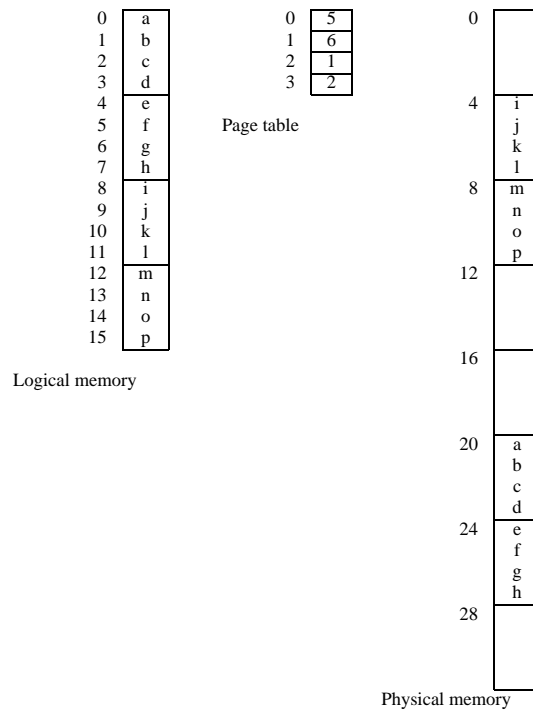 0 a
1 b
2 c
3 d
4 e
5 f
6 g
7 h
8 i
9 j
10 k
11 l
12 m
13 n
14 o
15 p
Logical memory
0 5
1 6
2 1
3 2
Page table
0
4 i
j
k
l
8 m
n
o
p
12
16
20 a
b
c
d
24 e
f
g
h
28
Physical memory